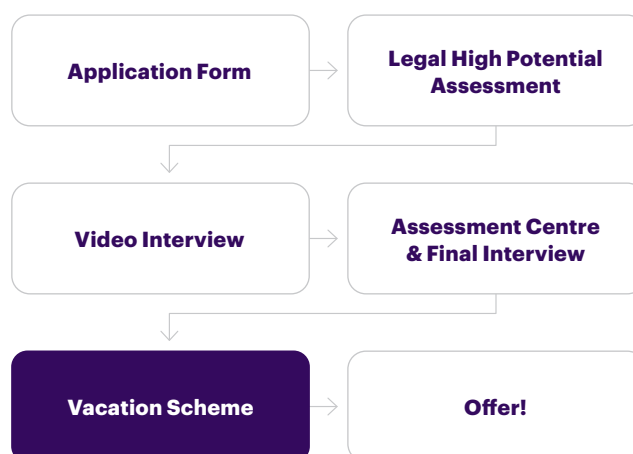 Application Form
Legal High Potential
Assessment
Video Interview
Assessment Centre
& Final Interview
Vacation Scheme
Offer!